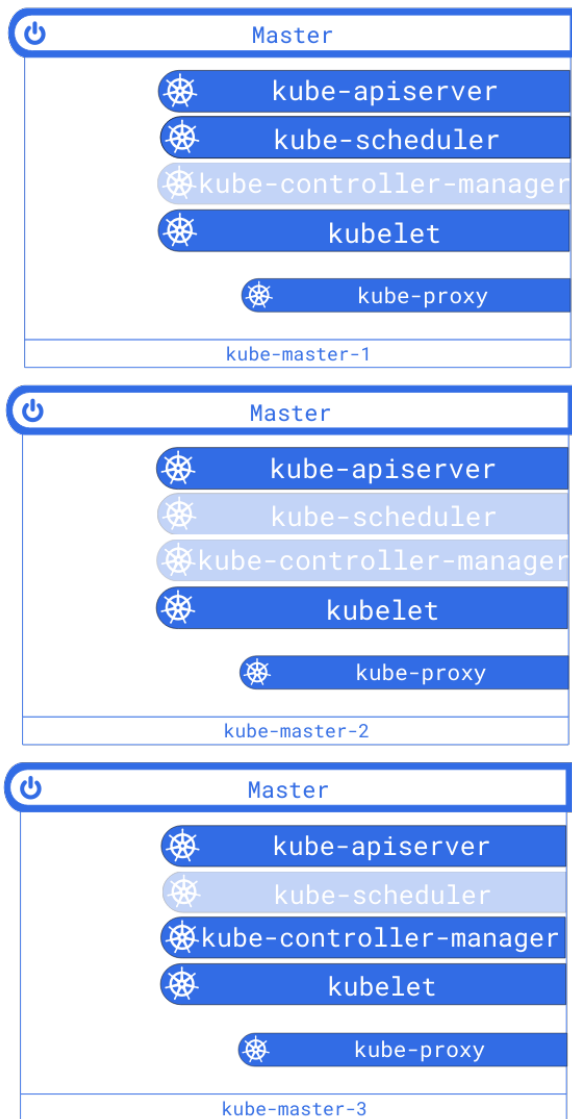 Master
kube-apiserver
kube-scheduler
kube-controller-manager
kubelet
kube-proxy
kube-master-1
Master
kube-apiserver
kube-scheduler
kube-controller-manager
kubelet
kube-proxy
kube-master-2
Master
kube-apiserver
kube-scheduler
kube-controller-manager
kubelet
kube-proxy
kube-master-3